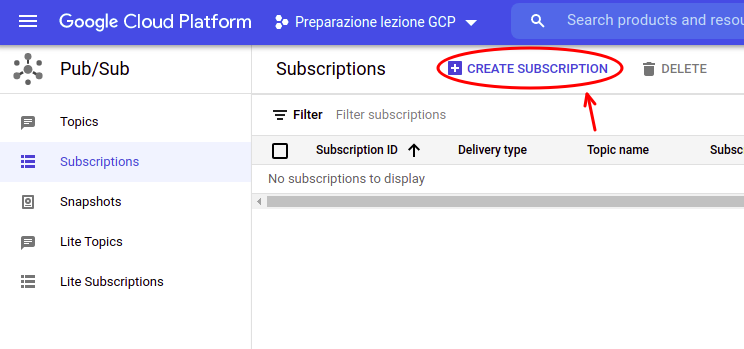 Google Cloud Platform
Preparazione lezione GCP
Search products and resou
Pub/Sub
Subscriptions
CREATE SUBSCRIPTION
DELETE
Topics
Subscriptions
Snapshots
Lite Topics
Lite Subscriptions
Filter Filter subscriptions
Subscription ID Delivery type Topic name Subsc
No subscriptions to display